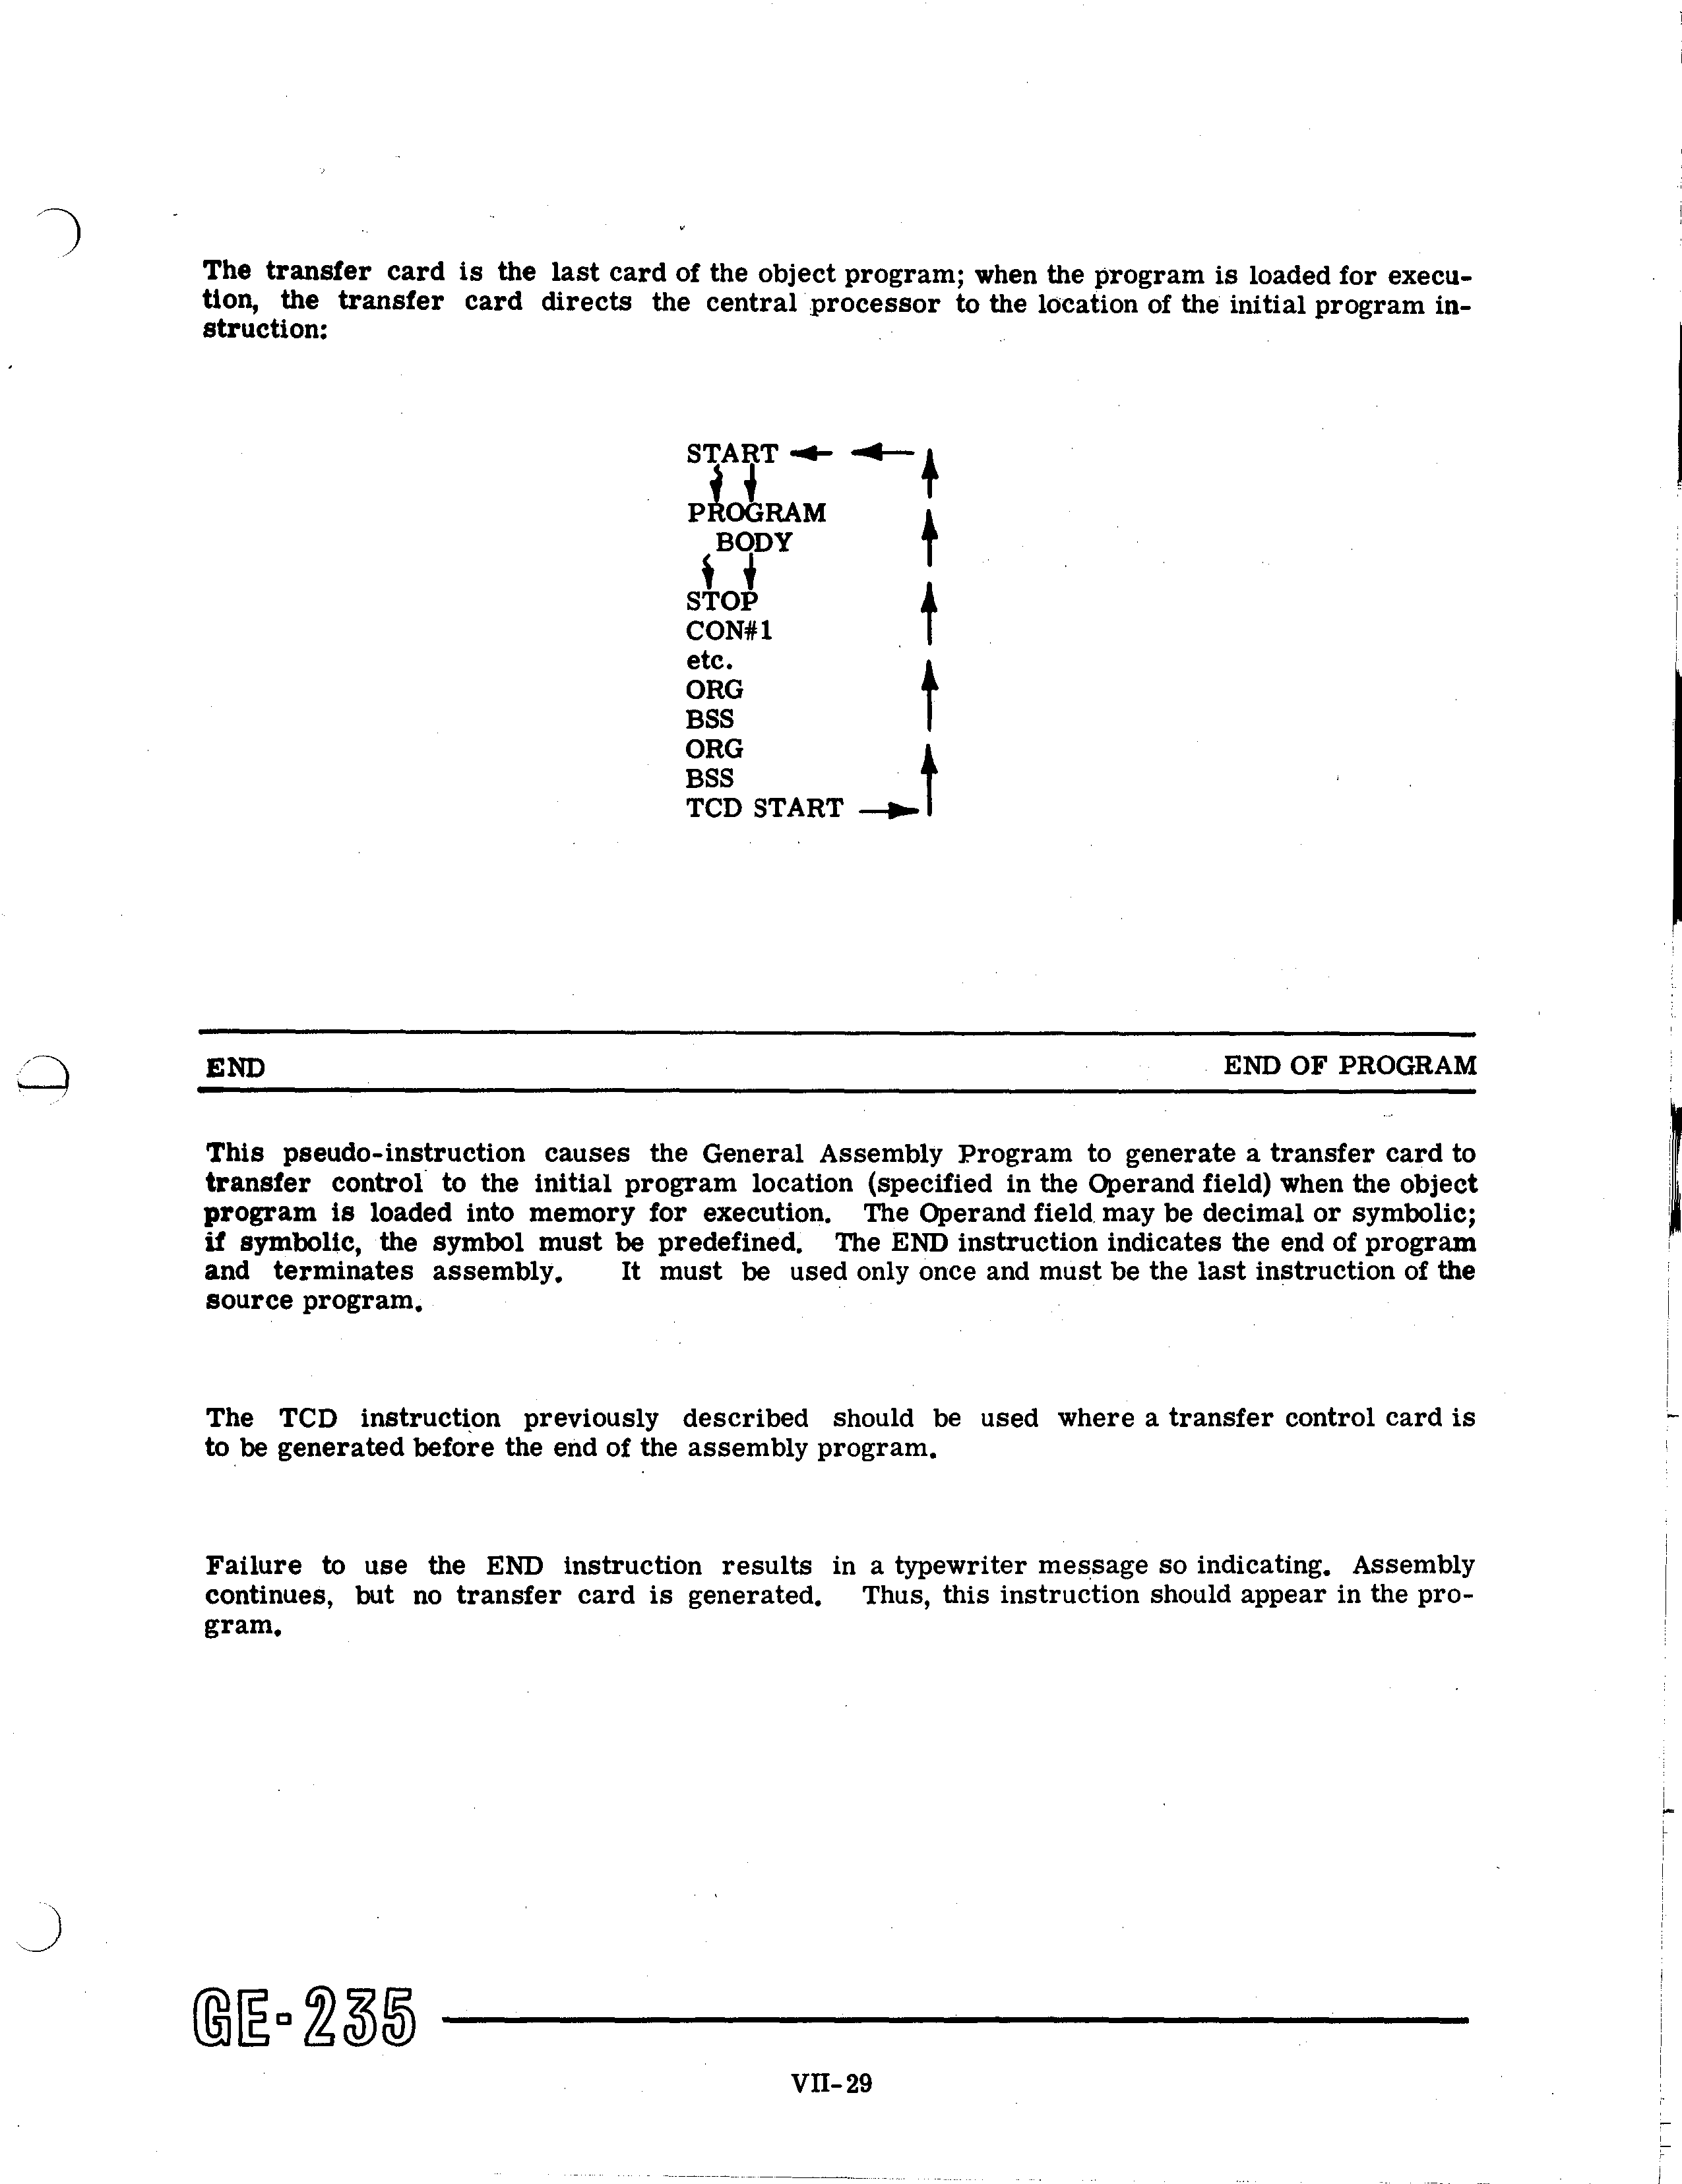 The transfer card is the last card of the object program; when the program is loaded for execu-
tion, the transfer card directs the central processor to the location of the initial program in-
struction:
START
PROGRAM
BODY
STOP
CON#1
etc.
ORG
BSS
ORG
BSS
TCD START
END END OF PROGRAM
This pseudo-instruction causes the General Assembly Program to generate a transfer card to
transfer control to the initial program location (specified in the Operand field) when the object
program is loaded into memory for execution. The Operand field may be decimal or symbolic;
if symbolic, the symbol must be predefined. The END instruction indicates the end of program
and terminates assembly. It must be used only once and must be the last instruction of the
source program.
The TCD instruction previously described should be used where a transfer control card is
to be generated before the end of the assembly program.
Failure to use the END instruction results in a typewriter message so indicating. Assembly
continues, but no transfer card is generated. Thus, this instruction should appear in the pro-
gram.
GE-235
VII-29